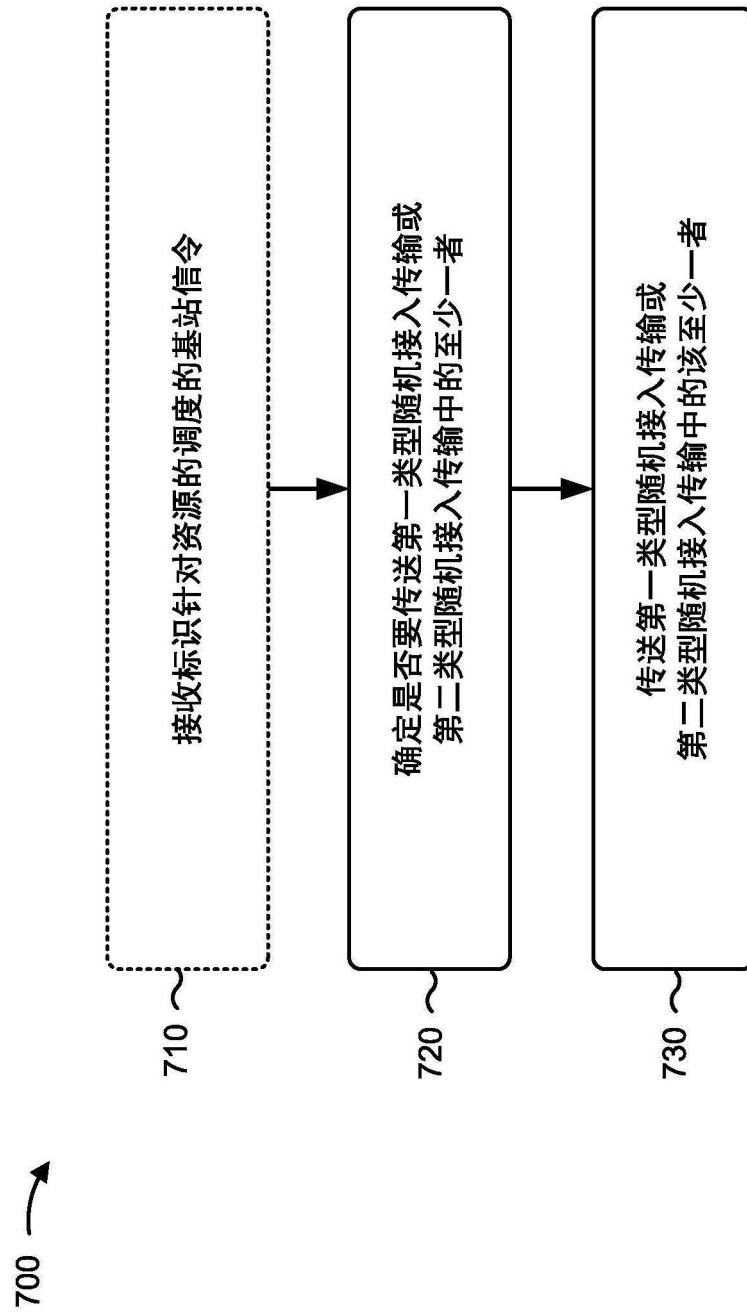 700
710
接收标识针对资源的调度的基站信令
720
确定是否要传送第一类型随机接入传输或
第二类型随机接入传输中的至少一者
730
传送第一类型随机接入传输或
第二类型随机接入传输中的该至少一者